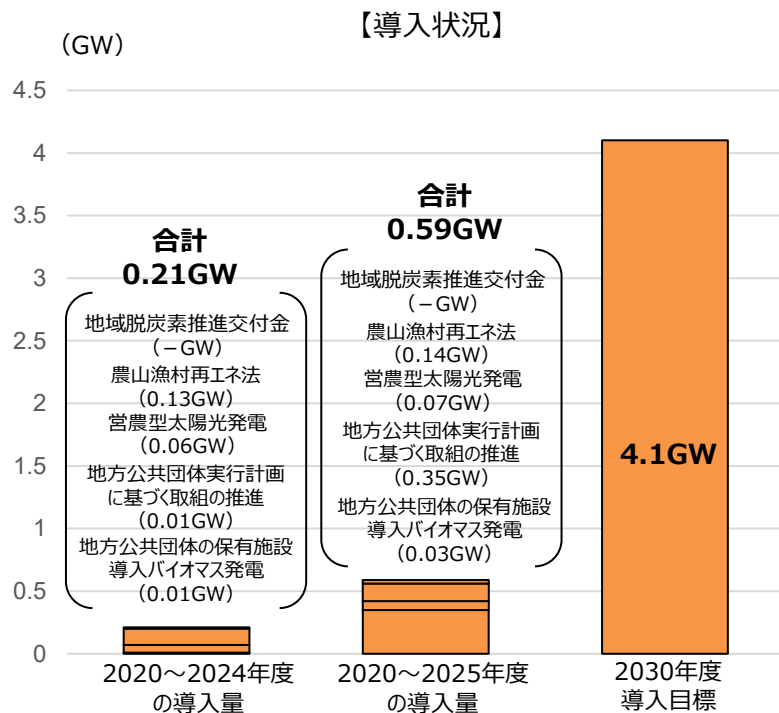 【導入状況】
（GW）
4.5
4
3.5
3
2.5
2
1.5
1
0.5
0
合計
0.21GW
地域脱炭素推進交付金
（－GW）
農山漁村再エネ法
（0.13GW）
営農型太陽光発電
（0.06GW）
地方公共団体実行計画
に基づく取組の推進
（0.01GW）
地方公共団体の保有施設
導入バイオマス発電
（0.01GW）
合計
0.59GW
地域脱炭素推進交付金
（－GW）
農山漁村再エネ法
（0.14GW）
営農型太陽光発電
（0.07GW）
地方公共団体実行計画
に基づく取組の推進
（0.35GW）
地方公共団体の保有施設
導入バイオマス発電
（0.03GW）
4.1GW
2020～2024年度
の導入量
2020～2025年度
の導入量
2030年度
導入目標